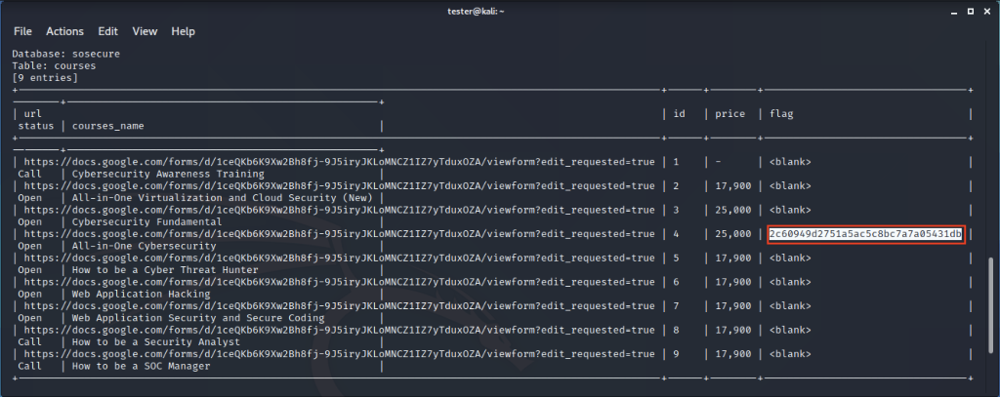 tester@kali: ~
File Actions Edit View Help
Database: sosecure
Table: courses
[9 entries]
| url | id | price | flag |
status | courses_name |
| https://docs.google.com/forms/d/1ceQKb6K9Xw2Bh8fj-9J5iryJKLoMNCZ1IZ7yTduxOZA/viewform?edit_requested=true | 1 | - | <blank> |
Call | Cybersecurity Awareness Training |
| https://docs.google.com/forms/d/1ceQKb6K9Xw2Bh8fj-9J5iryJKLoMNCZ1IZ7yTduxOZA/viewform?edit_requested=true | 2 | 17,900 | <blank> |
Open | All-in-One Virtualization and Cloud Security (New) |
| https://docs.google.com/forms/d/1ceQKb6K9Xw2Bh8fj-9J5iryJKLoMNCZ1IZ7yTduxOZA/viewform?edit_requested=true | 3 | 25,000 | <blank> |
Open | Cybersecurity Fundamental |
| https://docs.google.com/forms/d/1ceQKb6K9Xw2Bh8fj-9J5iryJKLoMNCZ1IZ7yTduxOZA/viewform?edit_requested=true | 4 | 25,000 | 2c60949d2751a5ac5c8bc7a7a05431db |
Open | All-in-One Cybersecurity |
| https://docs.google.com/forms/d/1ceQKb6K9Xw2Bh8fj-9J5iryJKLoMNCZ1IZ7yTduxOZA/viewform?edit_requested=true | 5 | 17,900 | <blank> |
Open | How to be a Cyber Threat Hunter |
| https://docs.google.com/forms/d/1ceQKb6K9Xw2Bh8fj-9J5iryJKLoMNCZ1IZ7yTduxOZA/viewform?edit_requested=true | 6 | 17,900 | <blank> |
Open | Web Application Hacking |
| https://docs.google.com/forms/d/1ceQKb6K9Xw2Bh8fj-9J5iryJKLoMNCZ1IZ7yTduxOZA/viewform?edit_requested=true | 7 | 17,900 | <blank> |
Open | Web Application Security and Secure Coding |
| https://docs.google.com/forms/d/1ceQKb6K9Xw2Bh8fj-9J5iryJKLoMNCZ1IZ7yTduxOZA/viewform?edit_requested=true | 8 | 17,900 | <blank> |
Call | How to be a Security Analyst |
| https://docs.google.com/forms/d/1ceQKb6K9Xw2Bh8fj-9J5iryJKLoMNCZ1IZ7yTduxOZA/viewform?edit_requested=true | 9 | 17,900 | <blank> |
Call | How to be a SOC Manager |